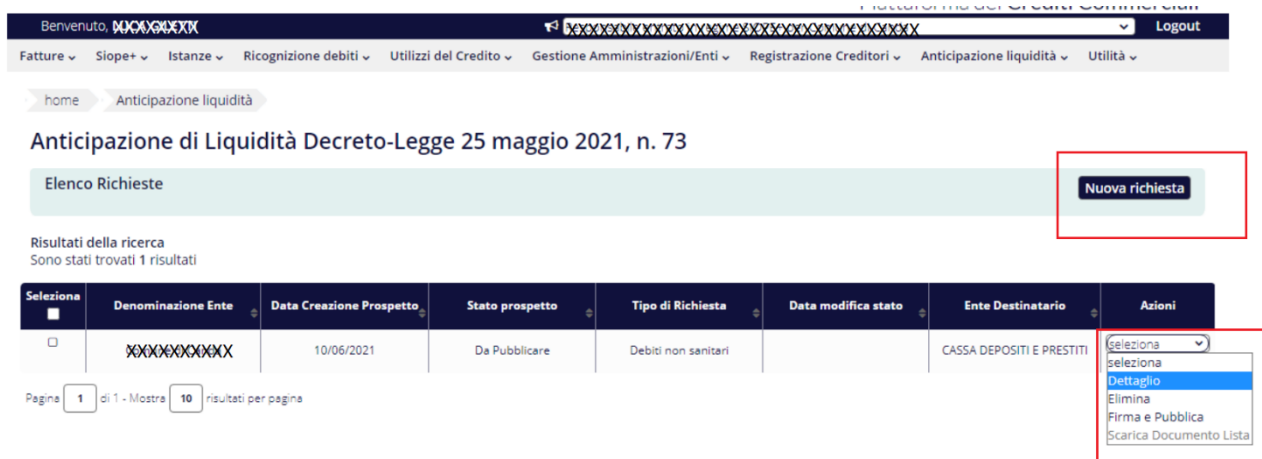 Piattaforma dei Crediti Commerciali
Benvenuto, Logout
Fatture Siope+ Istanze Ricognizione debiti Utilizzi del Credito Gestione Amministrazioni/Enti Registrazione Creditori Anticipazione liquidità Utilità
home Anticipazione liquidità
Anticipazione di Liquidità Decreto-Legge 25 maggio 2021, n. 73
Elenco Richieste Nuova richiesta
Risultati della ricerca
Sono stati trovati 1 risultati
Seleziona Denominazione Ente Data Creazione Prospetto Stato prospetto Tipo di Richiesta Data modifica stato Ente Destinatario Azioni
10/06/2021 Da Pubblicare Debiti non sanitari CASSA DEPOSITI E PRESTITI seleziona
seleziona
Dettaglio
Elimina
Firma e Pubblica
Scarica Documento Lista
Pagina 1 di 1 - Mostra 10 risultati per pagina